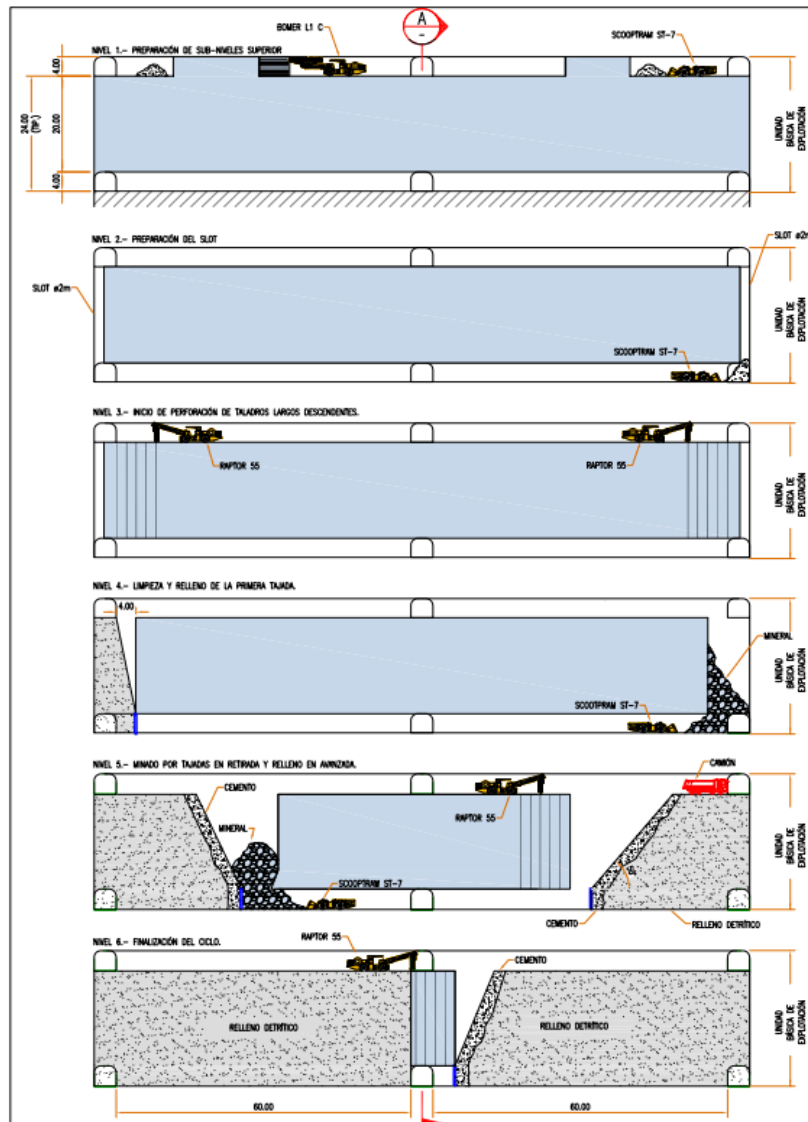 A
-
BOMER L1 C
SCOOPTRAM ST-7
NIVEL 1.- PREPARACIÓN DE SUB-NIVELES SUPERIOR
4.00
24.00
(TIP.)
20.00
4.00
UNIDAD
BÁSICA DE
EXPLOTACIÓN
NIVEL 2.- PREPARACIÓN DEL SLOT
SLOT ø2m
SLOT ø2m
SCOOPTRAM ST-7
UNIDAD
BÁSICA DE
EXPLOTACIÓN
NIVEL 3.- INICIO DE PERFORACIÓN DE TALADROS LARGOS DESCENDENTES.
RAPTOR 55
RAPTOR 55
UNIDAD
BÁSICA DE
EXPLOTACIÓN
NIVEL 4.- LIMPIEZA Y RELLENO DE LA PRIMERA TAJADA.
4.00
MINERAL
SCOOTPRAM ST-7
UNIDAD
BÁSICA DE
EXPLOTACIÓN
NIVEL 5.- MINADO POR TAJADAS EN RETIRADA Y RELLENO EN AVANZADA.
CAMIÓN
CEMENTO
RAPTOR 55
MINERAL
SCOOPTRAM ST-7
CEMENTO
RELLENO DETRÍTICO
UNIDAD
BÁSICA DE
EXPLOTACIÓN
NIVEL 6.- FINALIZACIÓN DEL CICLO.
RAPTOR 55
CEMENTO
RELLENO DETRÍTICO
RELLENO DETRÍTICO
UNIDAD
BÁSICA DE
EXPLOTACIÓN
60.00
60.00